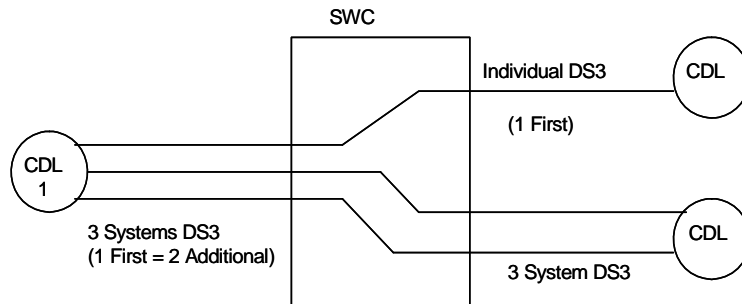 SWC
Individual DS3
CDL
(1 First)
CDL
1
3 Systems DS3
(1 First = 2 Additional)
CDL
3 System DS3